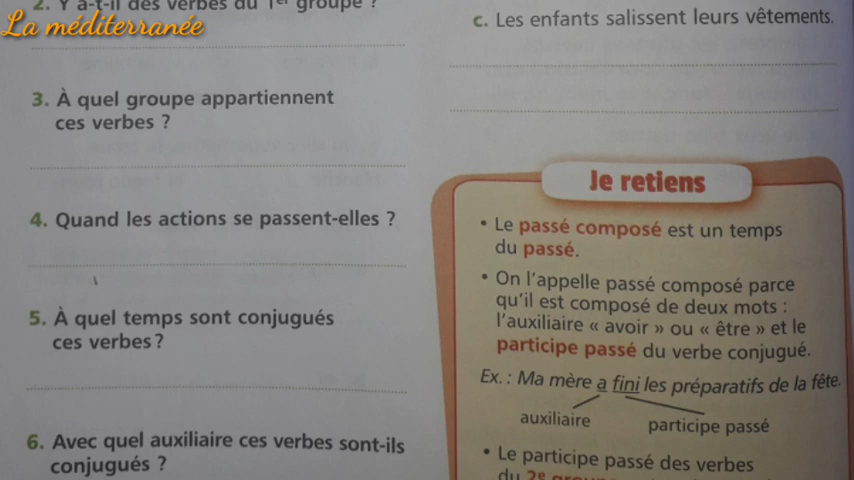 2. Y a-t-il des verbes du 1er groupe ?
La méditerranée
3. À quel groupe appartiennent
ces verbes ?
4. Quand les actions se passent-elles ?
5. À quel temps sont conjugués
ces verbes ?
6. Avec quel auxiliaire ces verbes sont-ils
conjugués ?
c. Les enfants salissent leurs vêtements.
Je retiens
• Le passé composé est un temps
du passé.
• On l'appelle passé composé parce
qu'il est composé de deux mots :
l'auxiliaire « avoir » ou « être » et le
participe passé du verbe conjugué.
Ex. : Ma mère a fini les préparatifs de la fête.
auxiliaire participe passé
• Le participe passé des verbes
du 2e groupe